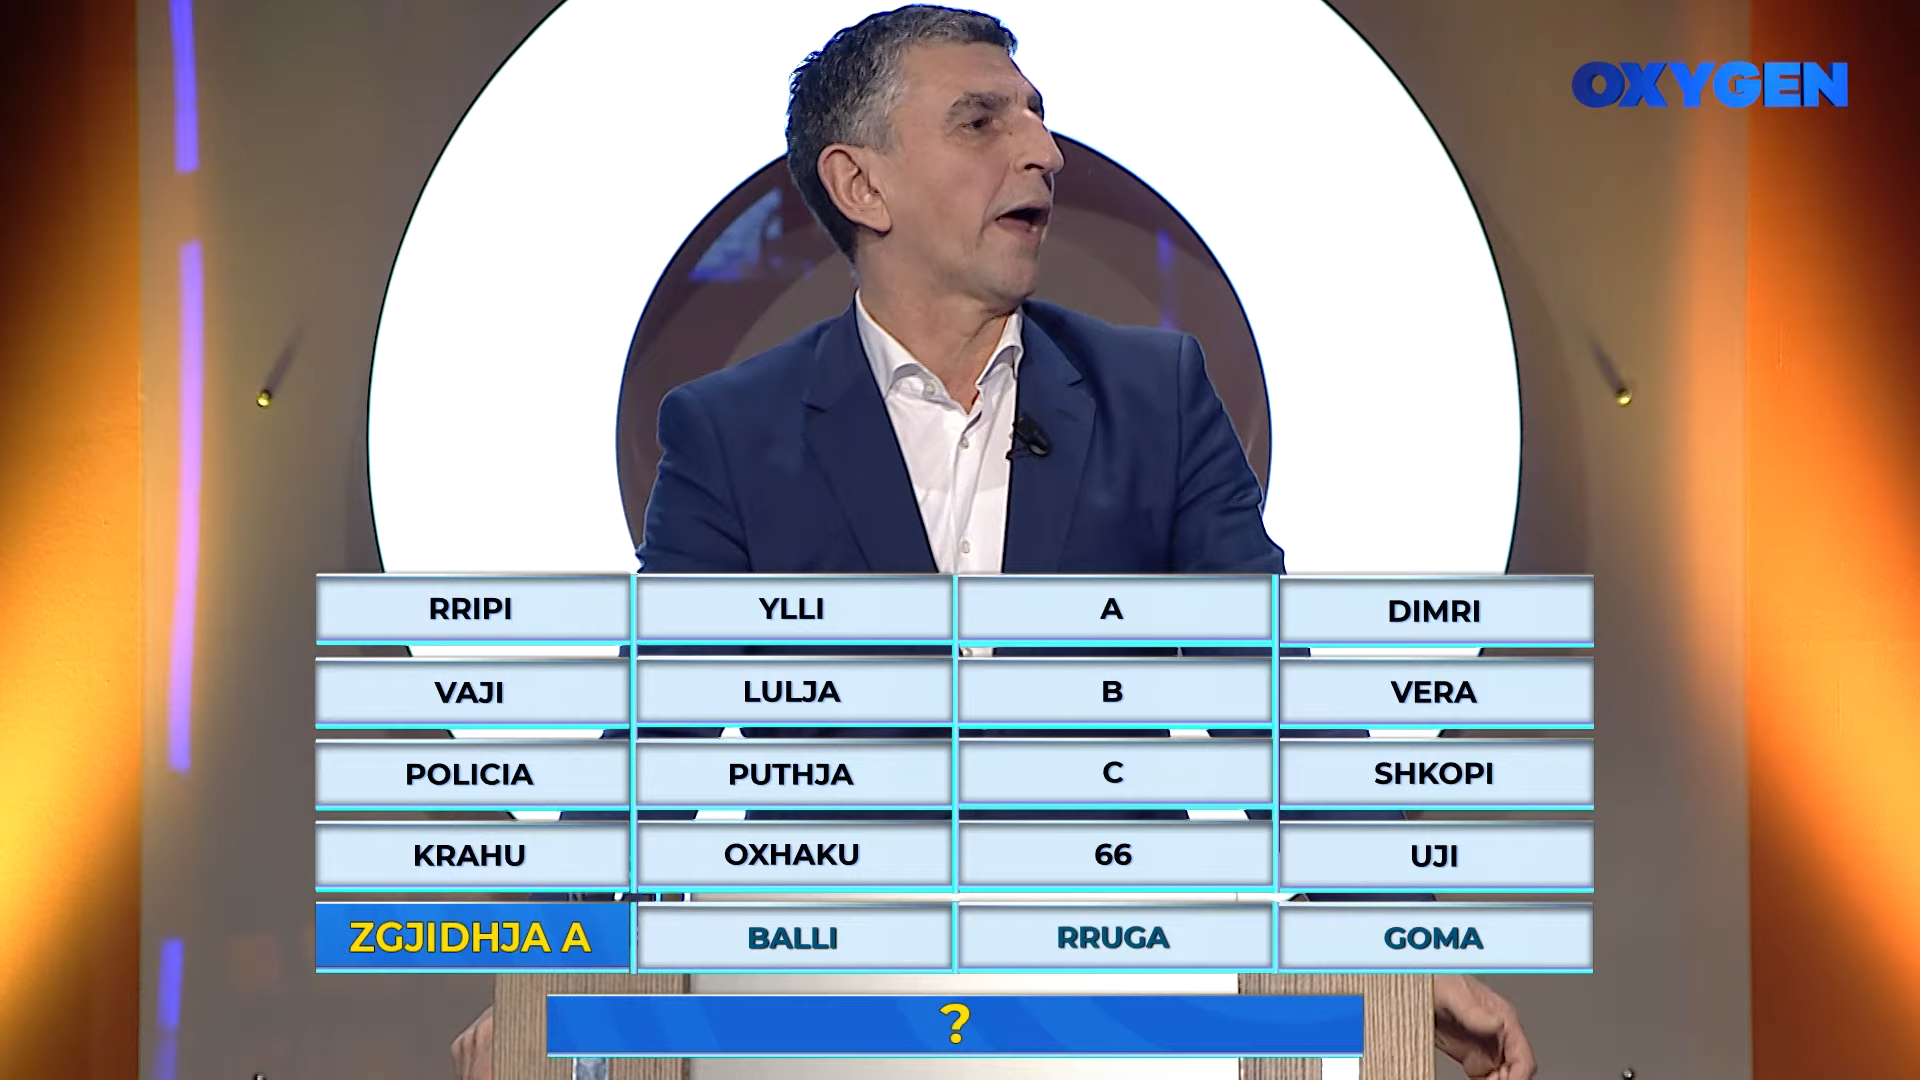 OXYGEN
RRIPI YLLI A DIMRI
VAJI LULJA B VERA
POLICIA PUTHJA C SHKOPI
KRAHU OXHAKU 66 UJI
ZGJIDHJA A BALLI RRUGA GOMA
?